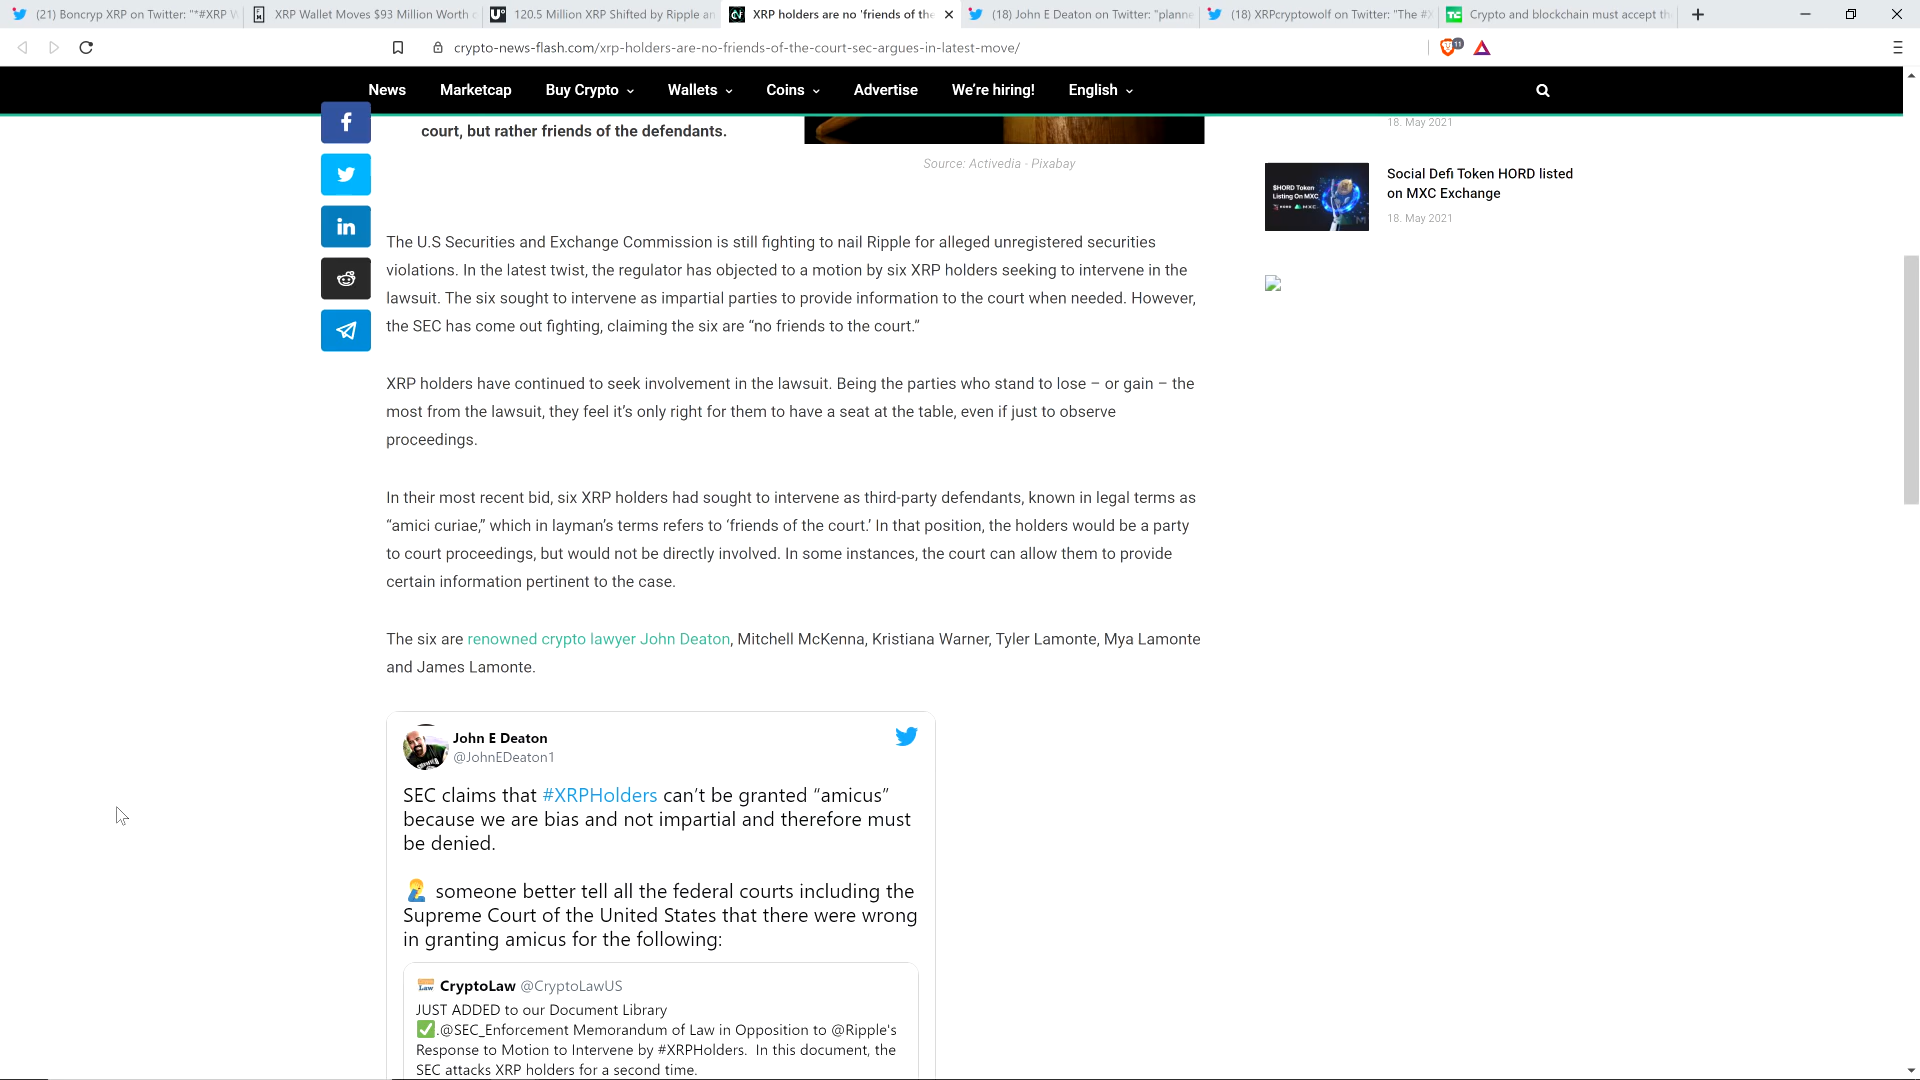 (21) Boncryp XRP on Twitter: "*#XRP W
XRP Wallet Moves $93 Million Worth o
120.5 Million XRP Shifted by Ripple an
XRP holders are no 'friends of the
(18) John E Deaton on Twitter: "planne
(18) XRPcryptowolf on Twitter: "The #X
TC Crypto and blockchain must accept th
crypto-news-flash.com/xrp-holders-are-no-friends-of-the-court-sec-argues-in-latest-move/
11
News Marketcap Buy Crypto Wallets Coins Advertise We're hiring! English
court, but rather friends of the defendants.
Source: Activedia · Pixabay
18. May 2021
$HORD Token
Listing On MXC
Social Defi Token HORD listed
on MXC Exchange
18. May 2021
The U.S Securities and Exchange Commission is still fighting to nail Ripple for alleged unregistered securities
violations. In the latest twist, the regulator has objected to a motion by six XRP holders seeking to intervene in the
lawsuit. The six sought to intervene as impartial parties to provide information to the court when needed. However,
the SEC has come out fighting, claiming the six are “no friends to the court.”
XRP holders have continued to seek involvement in the lawsuit. Being the parties who stand to lose – or gain – the
most from the lawsuit, they feel it’s only right for them to have a seat at the table, even if just to observe
proceedings.
In their most recent bid, six XRP holders had sought to intervene as third-party defendants, known in legal terms as
“amici curiae,” which in layman’s terms refers to ‘friends of the court.’ In that position, the holders would be a party
to court proceedings, but would not be directly involved. In some instances, the court can allow them to provide
certain information pertinent to the case.
The six are renowned crypto lawyer John Deaton, Mitchell McKenna, Kristiana Warner, Tyler Lamonte, Mya Lamonte
and James Lamonte.
John E Deaton
@JohnEDeaton1
SEC claims that #XRPHolders can’t be granted “amicus”
because we are bias and not impartial and therefore must
be denied.
🤦‍♂️ someone better tell all the federal courts including the
Supreme Court of the United States that there were wrong
in granting amicus for the following:
CryptoLaw @CryptoLawUS
JUST ADDED to our Document Library
✅.@SEC_Enforcement Memorandum of Law in Opposition to @Ripple's
Response to Motion to Intervene by #XRPHolders. In this document, the
SEC attacks XRP holders for a second time.